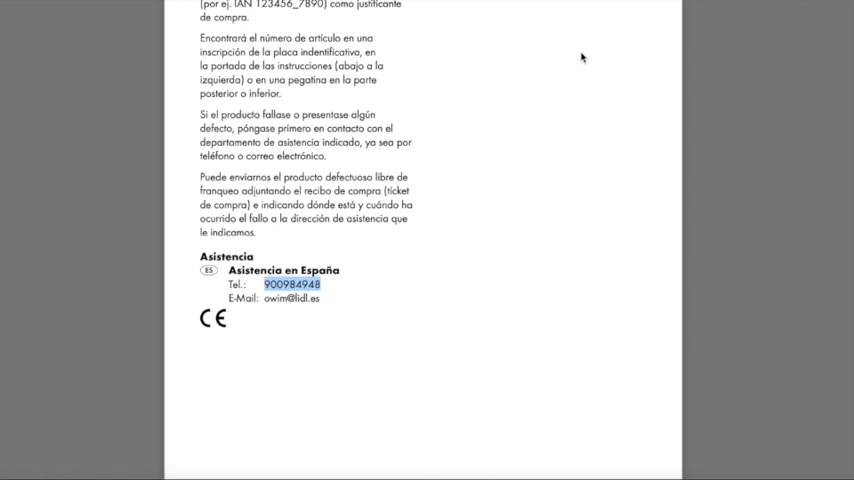 (por ej. IAN 123456_7890) como justificante
de compra.
Encontrará el número de artículo en una
inscripción de la placa indentificativa, en
la portada de las instrucciones (abajo a la
izquierda) o en una pegatina en la parte
posterior o inferior.
Si el producto fallase o presentase algún
defecto, póngase primero en contacto con el
departamento de asistencia indicado, ya sea por
teléfono o correo electrónico.
Puede enviarnos el producto defectuoso libre de
franqueo adjuntando el recibo de compra (tícket
de compra) e indicando dónde está y cuándo ha
ocurrido el fallo a la dirección de asistencia que
le indicamos.
Asistencia
ES Asistencia en España
Tel.: 900984948
E-Mail: owim@lidl.es
CE